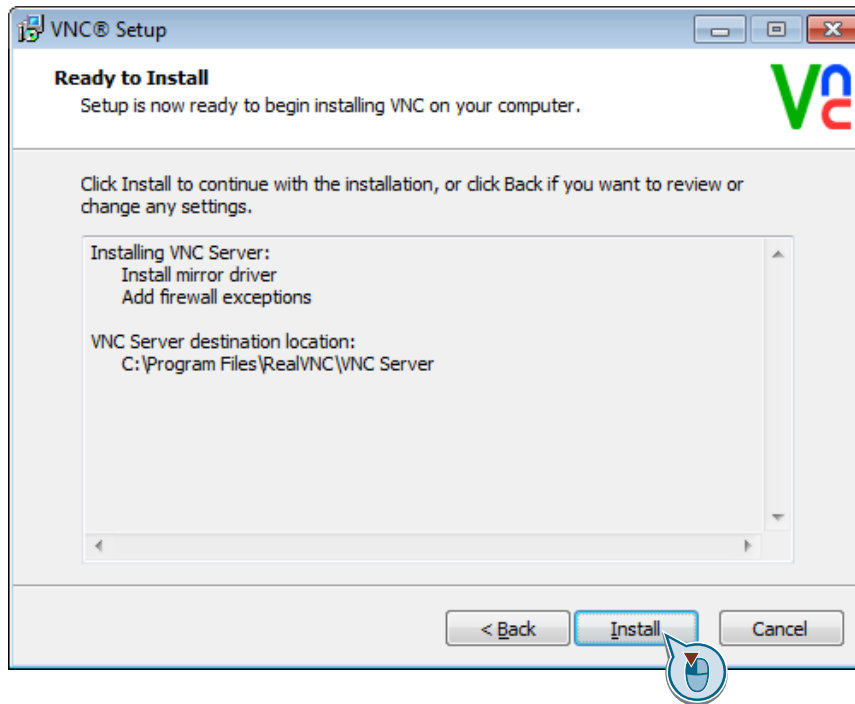 VNC® Setup
Ready to Install
Setup is now ready to begin installing VNC on your computer.
Vnc
Click Install to continue with the installation, or click Back if you want to review or
change any settings.
Installing VNC Server:
Install mirror driver
Add firewall exceptions
VNC Server destination location:
C:\Program Files\RealVNC\VNC Server
< Back
Install
Cancel